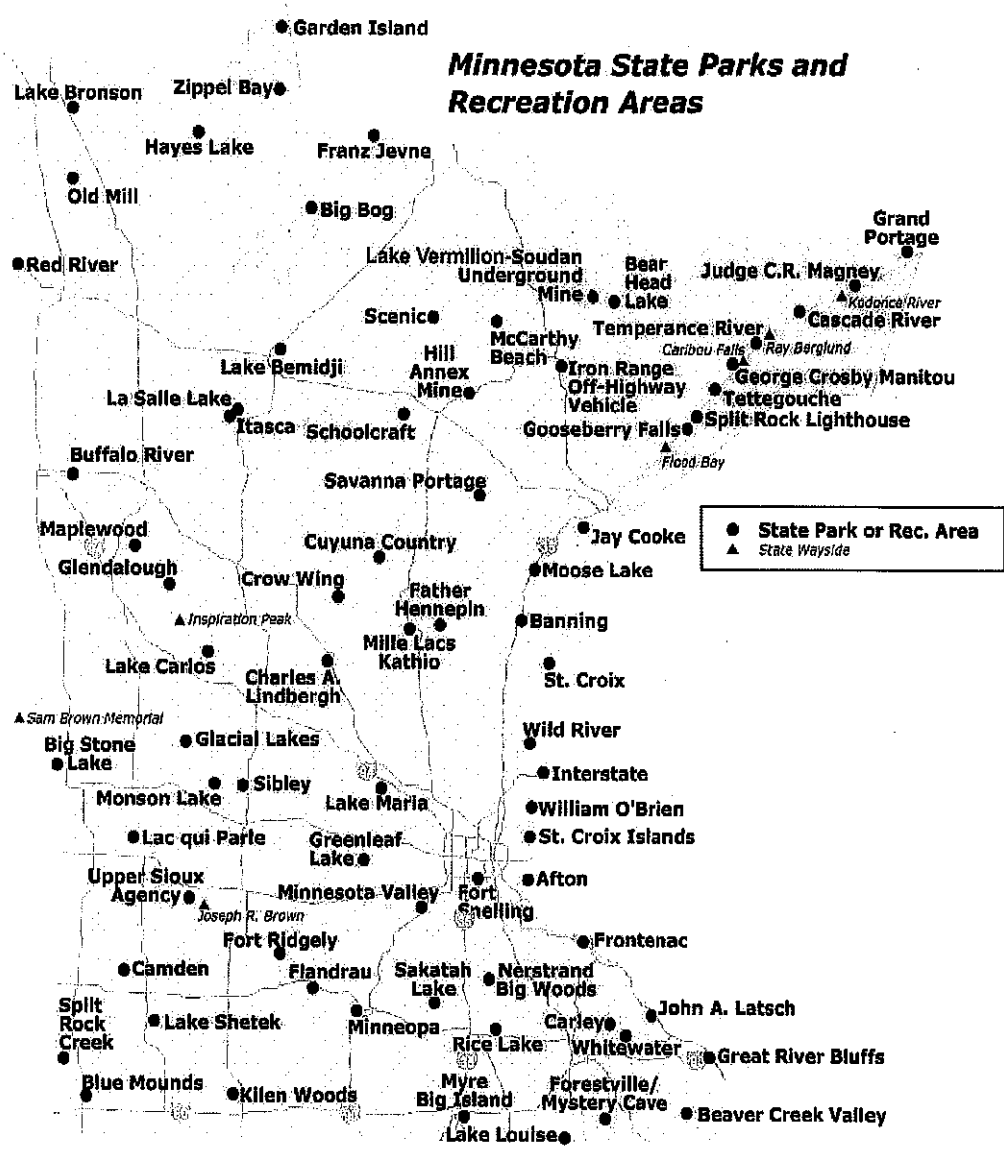 Garden Island
Minnesota State Parks and
Recreation Areas
Zippel Bay
Lake Bronson
Hayes Lake
Franz Jevne
Old Mill
Big Bog
Grand
Portage
Red River
Lake Vermilion-Soudan
Underground
Mine
Bear
Head
Lake
Judge C.R. Magney
Kadonce River
Cascade River
Scenic
McCarthy
Beach
Temperance River
Ray Berglund
Caribou Falls
Lake Bemidji
Hill
Annex
Mine
Iron Range
Off-Highway
Vehicle
George Crosby Manitou
Tettegouche
La Salle Lake
Itasca
Schoolcraft
Split Rock Lighthouse
Gooseberry Falls
Flood Bay
Buffalo River
Savanna Portage
State Park or Rec. Area
State Wayside
Jay Cooke
Maplewood
Cuyuna Country
Glendalough
Crow Wing
Moose Lake
Father
Hennepin
Inspiration Peak
Banning
Mille Lacs
Kathio
Lake Carlos
Charles A.
Lindbergh
St. Croix
Sam Brown Memorial
Big Stone
Lake
Glacial Lakes
Wild River
Interstate
Monson Lake
Sibley
Lake Maria
William O'Brien
Lac qui Parle
Greenleaf
Lake
St. Croix Islands
Upper Sioux
Agency
Joseph R. Brown
Minnesota Valley
Fort
Snelling
Afton
Fort Ridgely
Frontenac
Camden
Flandrau
Sakatah
Lake
Nerstrand
Big Woods
Split
Rock
Creek
Lake Shetek
Minneopa
Rice Lake
Carley
Whitewater
John A. Latsch
Great River Bluffs
Blue Mounds
Kilen Woods
Myre
Big Island
Forestville/
Mystery Cave
Beaver Creek Valley
Lake Louise